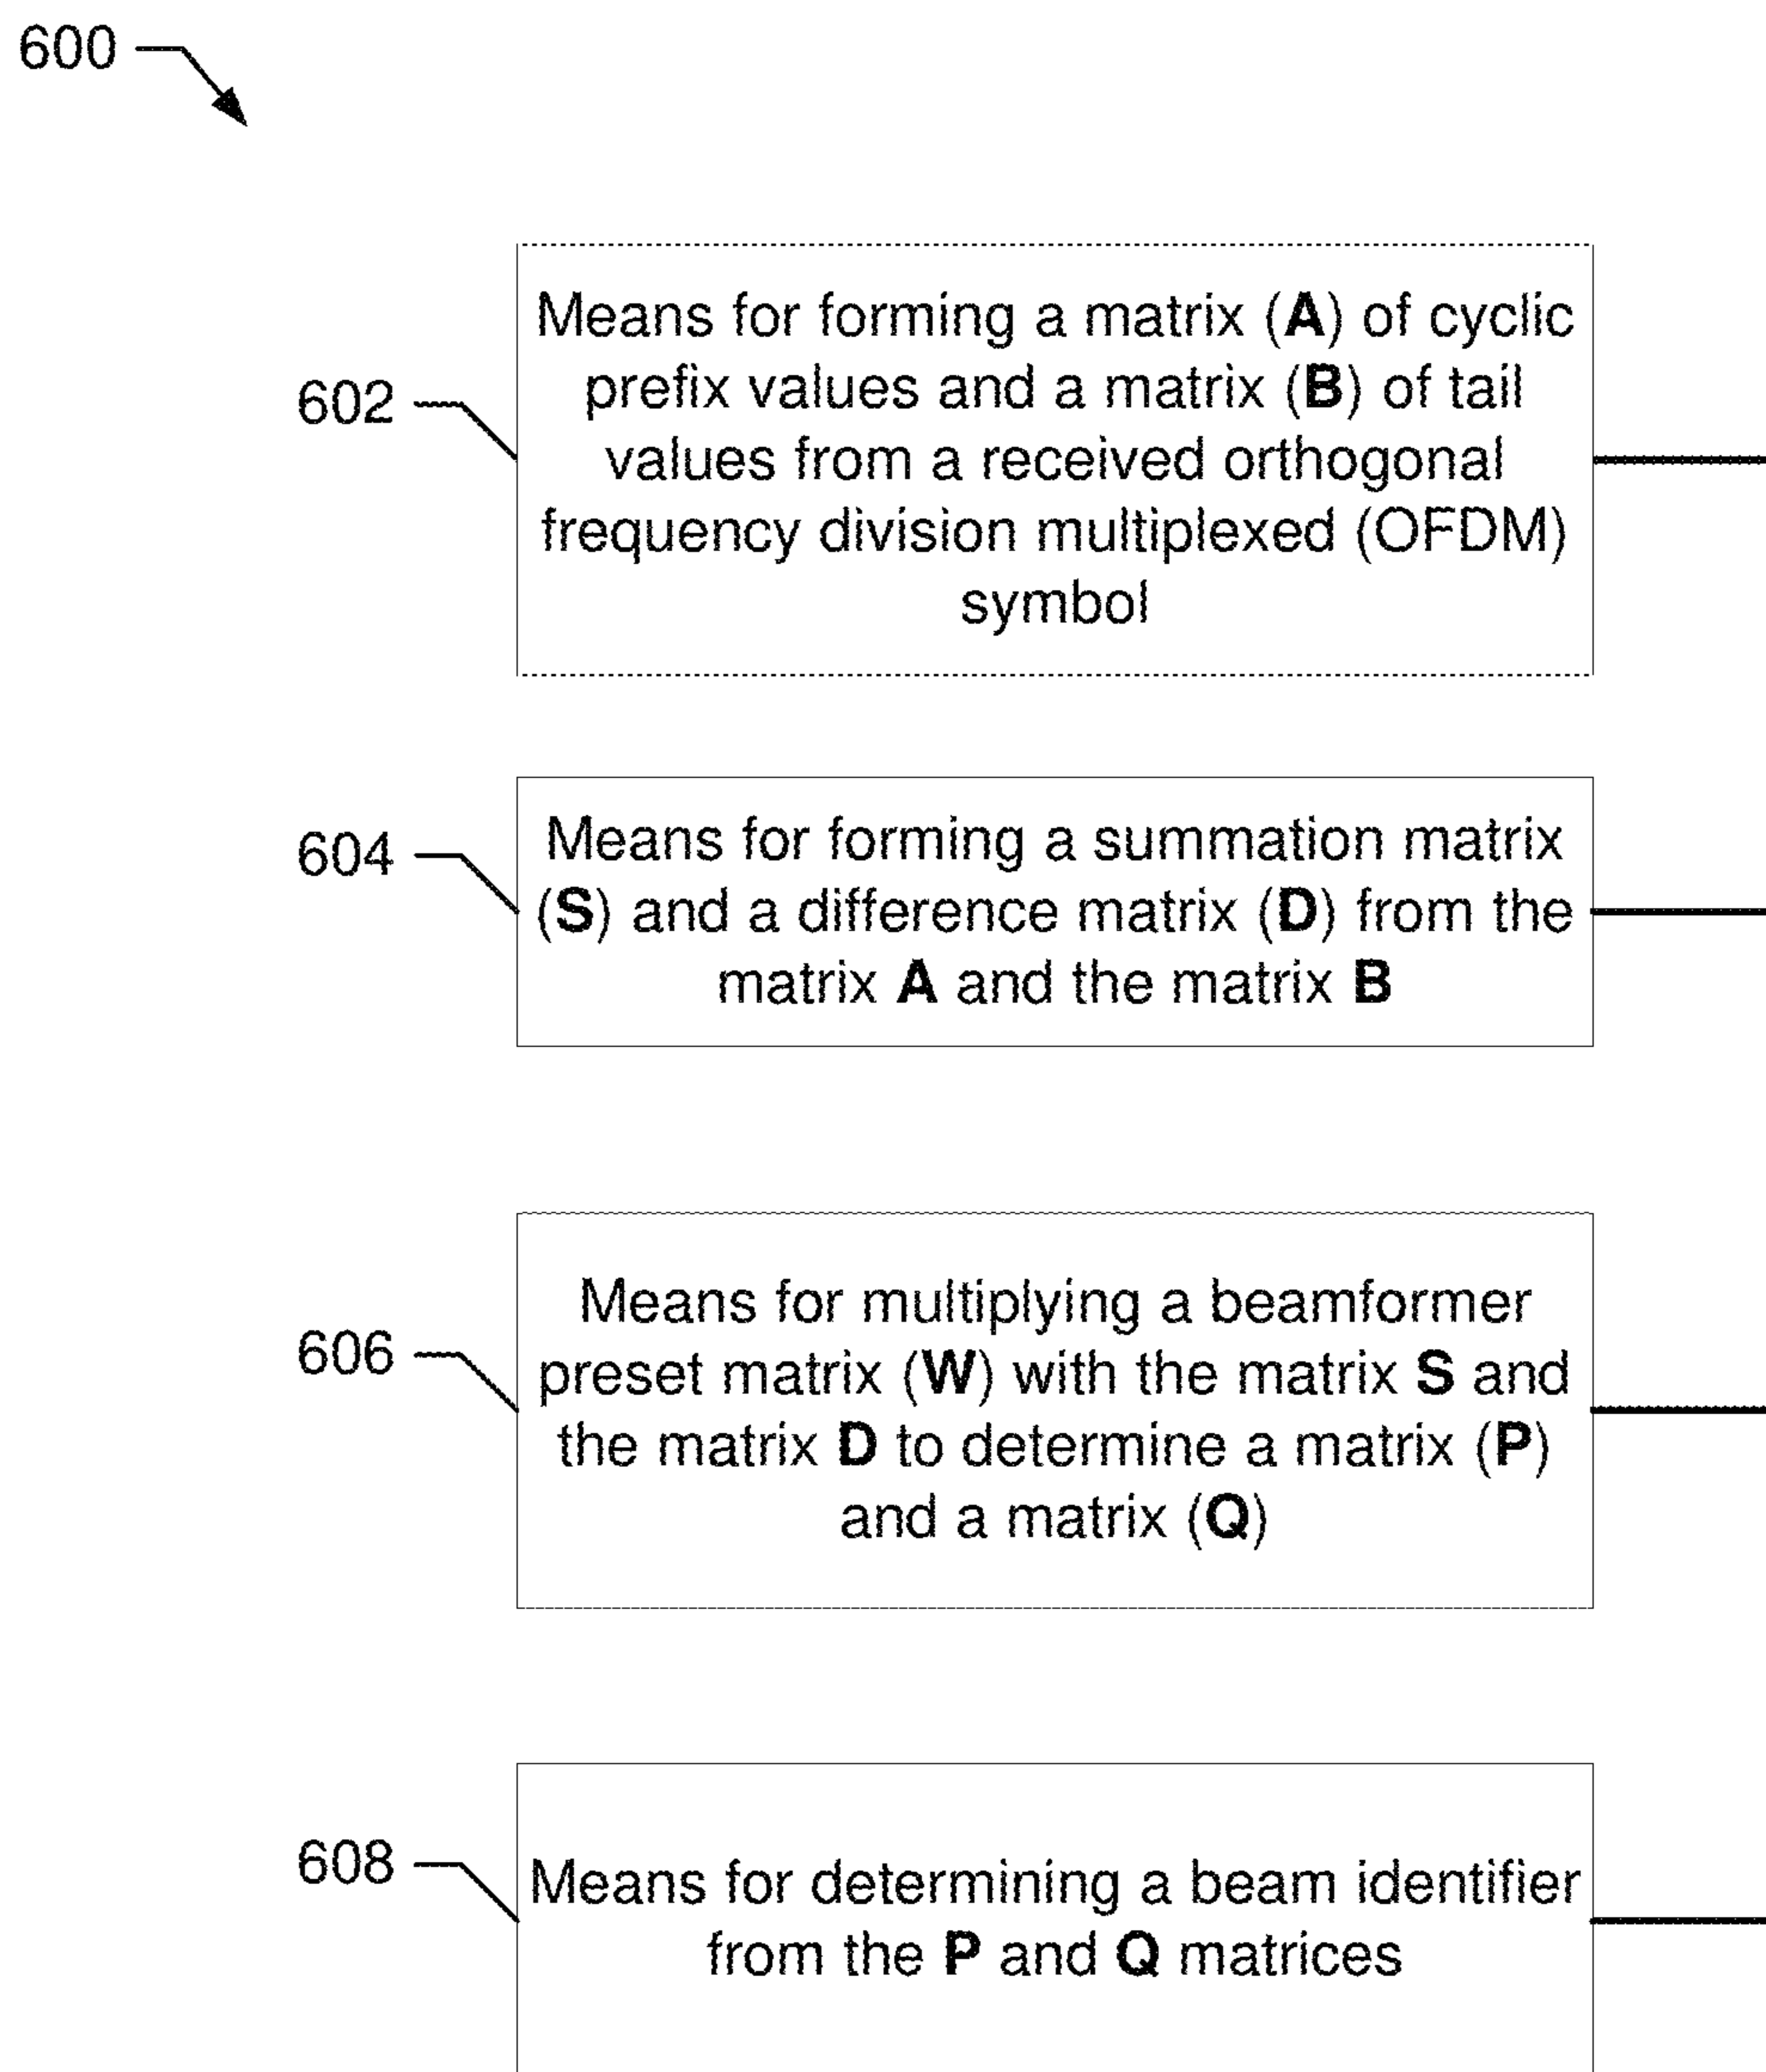 600
602
Means for forming a matrix (A) of cyclic
prefix values and a matrix (B) of tail
values from a received orthogonal
frequency division multiplexed (OFDM)
symbol
604
Means for forming a summation matrix
(S) and a difference matrix (D) from the
matrix A and the matrix B
606
Means for multiplying a beamformer
preset matrix (W) with the matrix S and
the matrix D to determine a matrix (P)
and a matrix (Q)
608
Means for determining a beam identifier
from the P and Q matrices